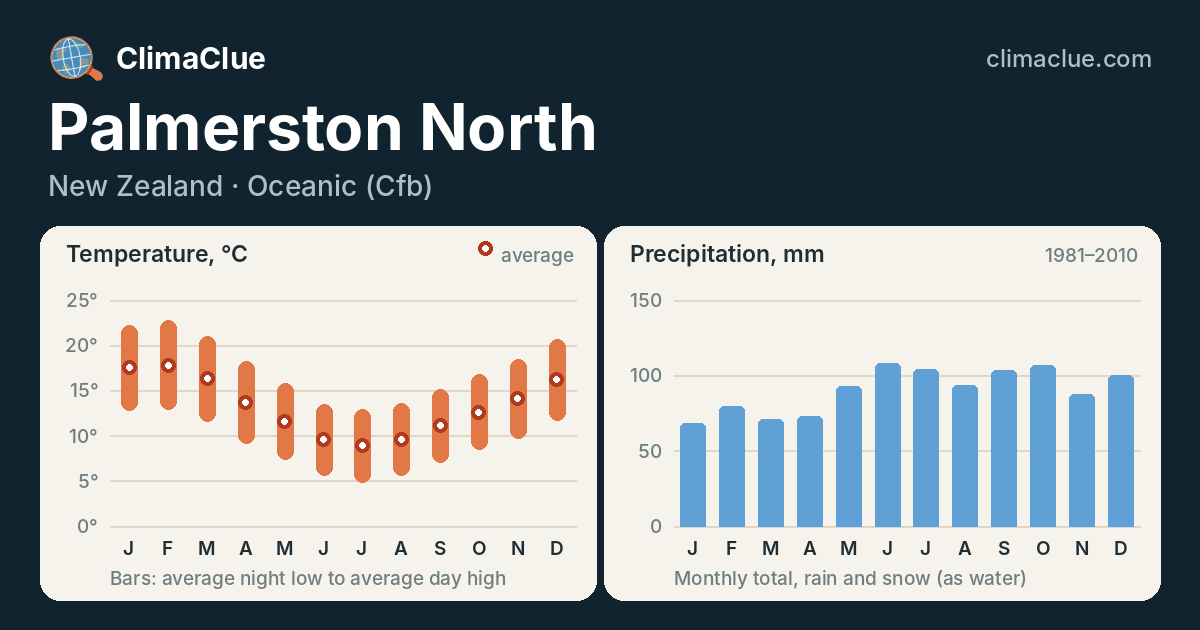 ClimaClue
climaclue.com
Palmerston North
New Zealand · Oceanic (Cfb)
Temperature, °C
average
25°
20°
15°
10°
5°
0°
J F M A M J J A S O N D
Bars: average night low to average day high
Precipitation, mm
1981–2010
150
100
50
0
J F M A M J J A S O N D
Monthly total, rain and snow (as water)